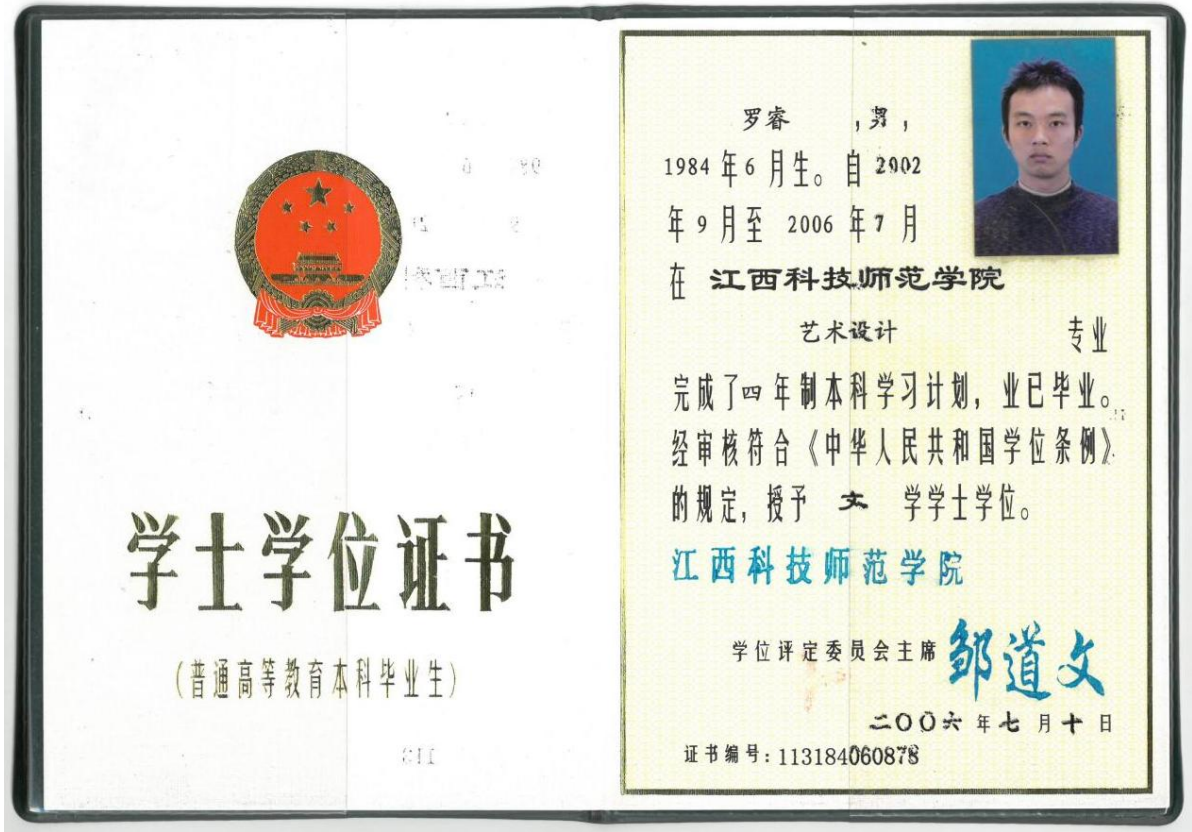 学士学位证书
(普通高等教育本科毕业生)
罗睿 ,男,
1984年6月生。自2002
年9月至 2006 年7月
在 江西科技师范学院
艺术设计 专业
完成了四年制本科学习计划,业已毕业。
经审核符合《中华人民共和国学位条例》
的规定,授予 文 学学士学位。
江西科技师范学院
学位评定委员会主席 邹道文
二〇〇六年七月十日
证书编号:113184060878